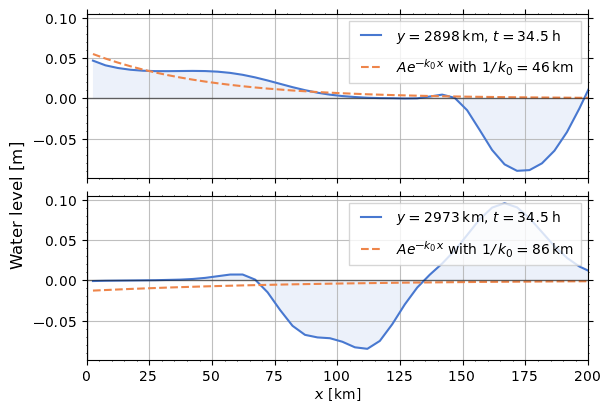 0.10
0.05
0.00
−0.05
y = 2898 km, t = 34.5 h
Ae^{−k₀x} with 1/k₀ = 46 km
Water level [m]
0.10
0.05
0.00
−0.05
y = 2973 km, t = 34.5 h
Ae^{−k₀x} with 1/k₀ = 86 km
0 25 50 75 100 125 150 175 200
x [km]